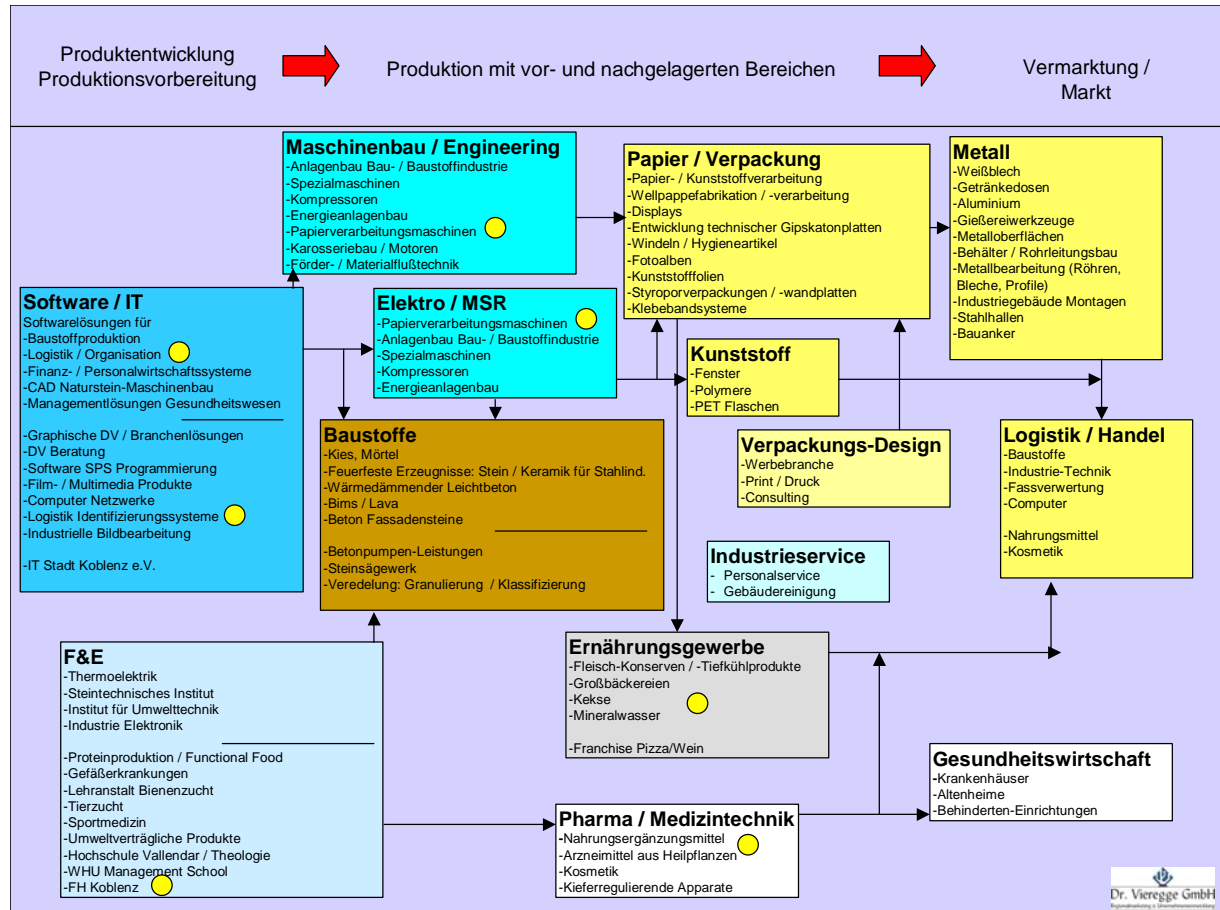 Produktentwicklung
Produktionsvorbereitung
Produktion mit vor- und nachgelagerten Bereichen
Vermarktung /
Markt
Maschinenbau / Engineering
-Anlagenbau Bau- / Baustoffindustrie
-Spezialmaschinen
-Kompressoren
-Energieanlagenbau
-Papierverarbeitungsmaschinen
-Karosseriebau / Motoren
-Förder- / Materialflußtechnik
Papier / Verpackung
-Papier- / Kunststoffverarbeitung
-Wellpappefabrikation / -verarbeitung
-Displays
-Entwicklung technischer Gipskatonplatten
-Windeln / Hygieneartikel
-Fotoalben
-Kunststofffolien
-Styroporverpackungen / -wandplatten
-Klebebandsysteme
Metall
-Weißblech
-Getränkedosen
-Aluminium
-Gießereiwerkzeuge
-Metalloberflächen
-Behälter / Rohrleitungsbau
-Metallbearbeitung (Röhren,
Bleche, Profile)
-Industriegebäude Montagen
-Stahlhallen
-Bauanker
Software / IT
Softwarelösungen für
-Baustoffproduktion
-Logistik / Organisation
-Finanz- / Personalwirtschaftssysteme
-CAD Naturstein-Maschinenbau
-Managementlösungen Gesundheitswesen
-Graphische DV / Branchenlösungen
-DV Beratung
-Software SPS Programmierung
-Film- / Multimedia Produkte
-Computer Netzwerke
-Logistik Identifizierungssysteme
-Industrielle Bildbearbeitung
-IT Stadt Koblenz e.V.
Elektro / MSR
-Papierverarbeitungsmaschinen
-Anlagenbau Bau- / Baustoffindustrie
-Spezialmaschinen
-Kompressoren
-Energieanlagenbau
Kunststoff
-Fenster
-Polymere
-PET Flaschen
Baustoffe
-Kies, Mörtel
-Feuerfeste Erzeugnisse: Stein / Keramik für Stahlind.
-Wärmedämmender Leichtbeton
-Bims / Lava
-Beton Fassadensteine
-Betonpumpen-Leistungen
-Steinsägewerk
-Veredelung: Granulierung / Klassifizierung
Verpackungs-Design
-Werbebranche
-Print / Druck
-Consulting
Logistik / Handel
-Baustoffe
-Industrie-Technik
-Fassverwertung
-Computer
-Nahrungsmittel
-Kosmetik
Industrieservice
- Personalservice
- Gebäudereinigung
F&E
-Thermoelektrik
-Steintechnisches Institut
-Institut für Umwelttechnik
-Industrie Elektronik
-Proteinproduktion / Functional Food
-Gefäßerkrankungen
-Lehranstalt Bienenzucht
-Tierzucht
-Sportmedizin
-Umweltverträgliche Produkte
-Hochschule Vallendar / Theologie
-WHU Management School
-FH Koblenz
Ernährungsgewerbe
-Fleisch-Konserven / -Tiefkühlprodukte
-Großbäckereien
-Kekse
-Mineralwasser
-Franchise Pizza/Wein
Gesundheitswirtschaft
-Krankenhäuser
-Altenheime
-Behinderten-Einrichtungen
Pharma / Medizintechnik
-Nahrungsergänzungsmittel
-Arzneimittel aus Heilpflanzen
-Kosmetik
-Kieferregulierende Apparate
Dr. Vieregge GmbH